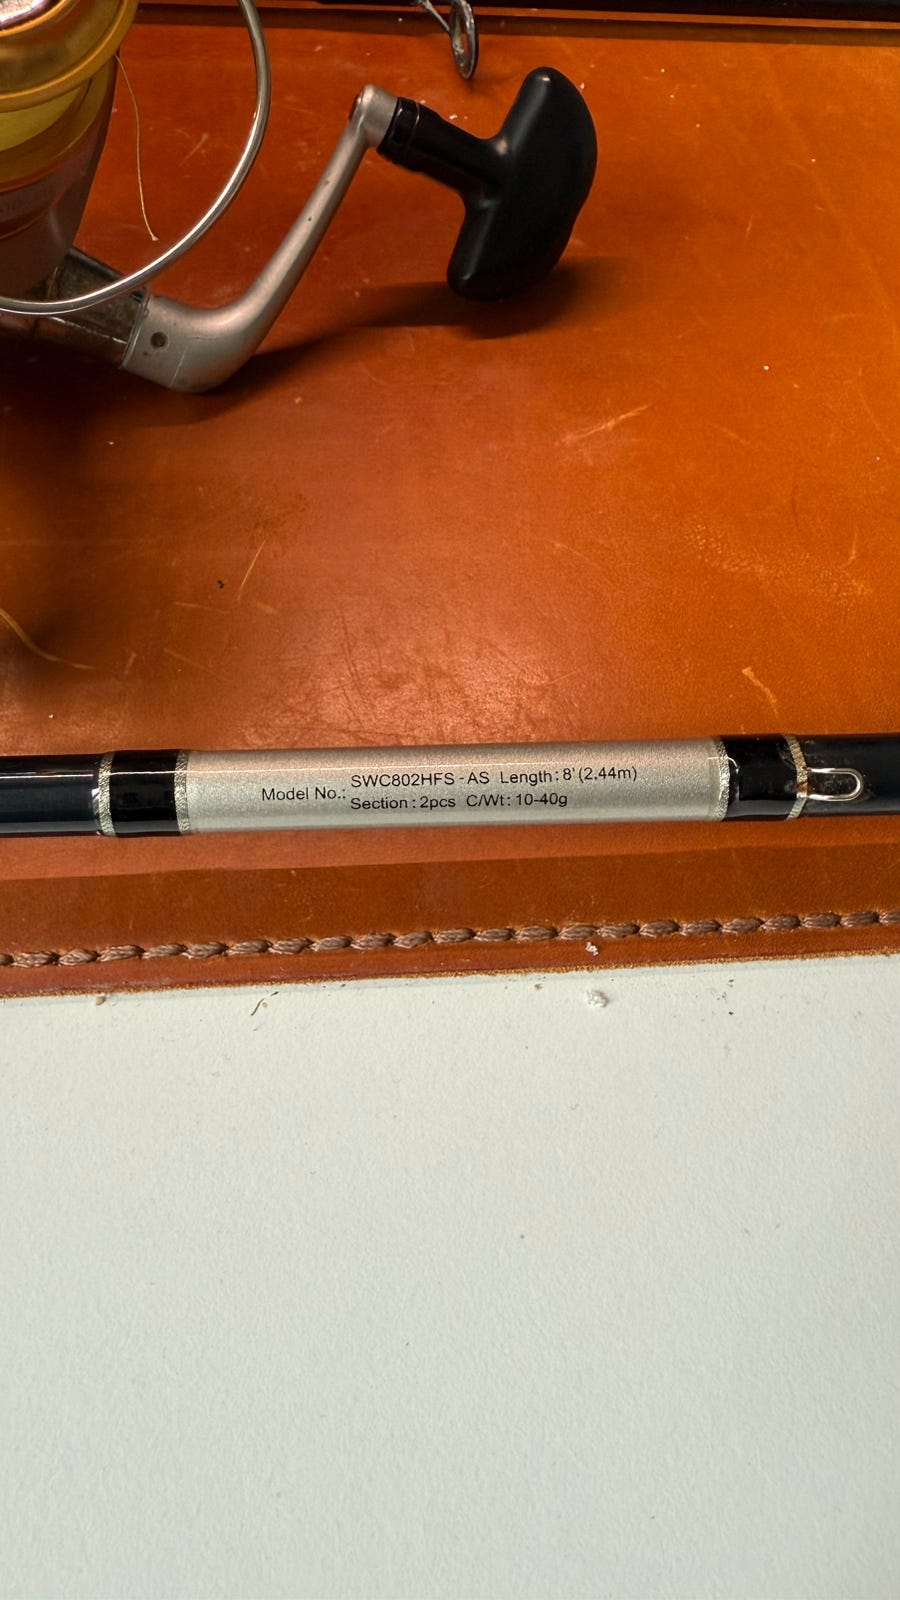 Model No.:
SWC802HFS - AS Length: 8' (2.44m)
Section : 2pcs C/Wt: 10-40g